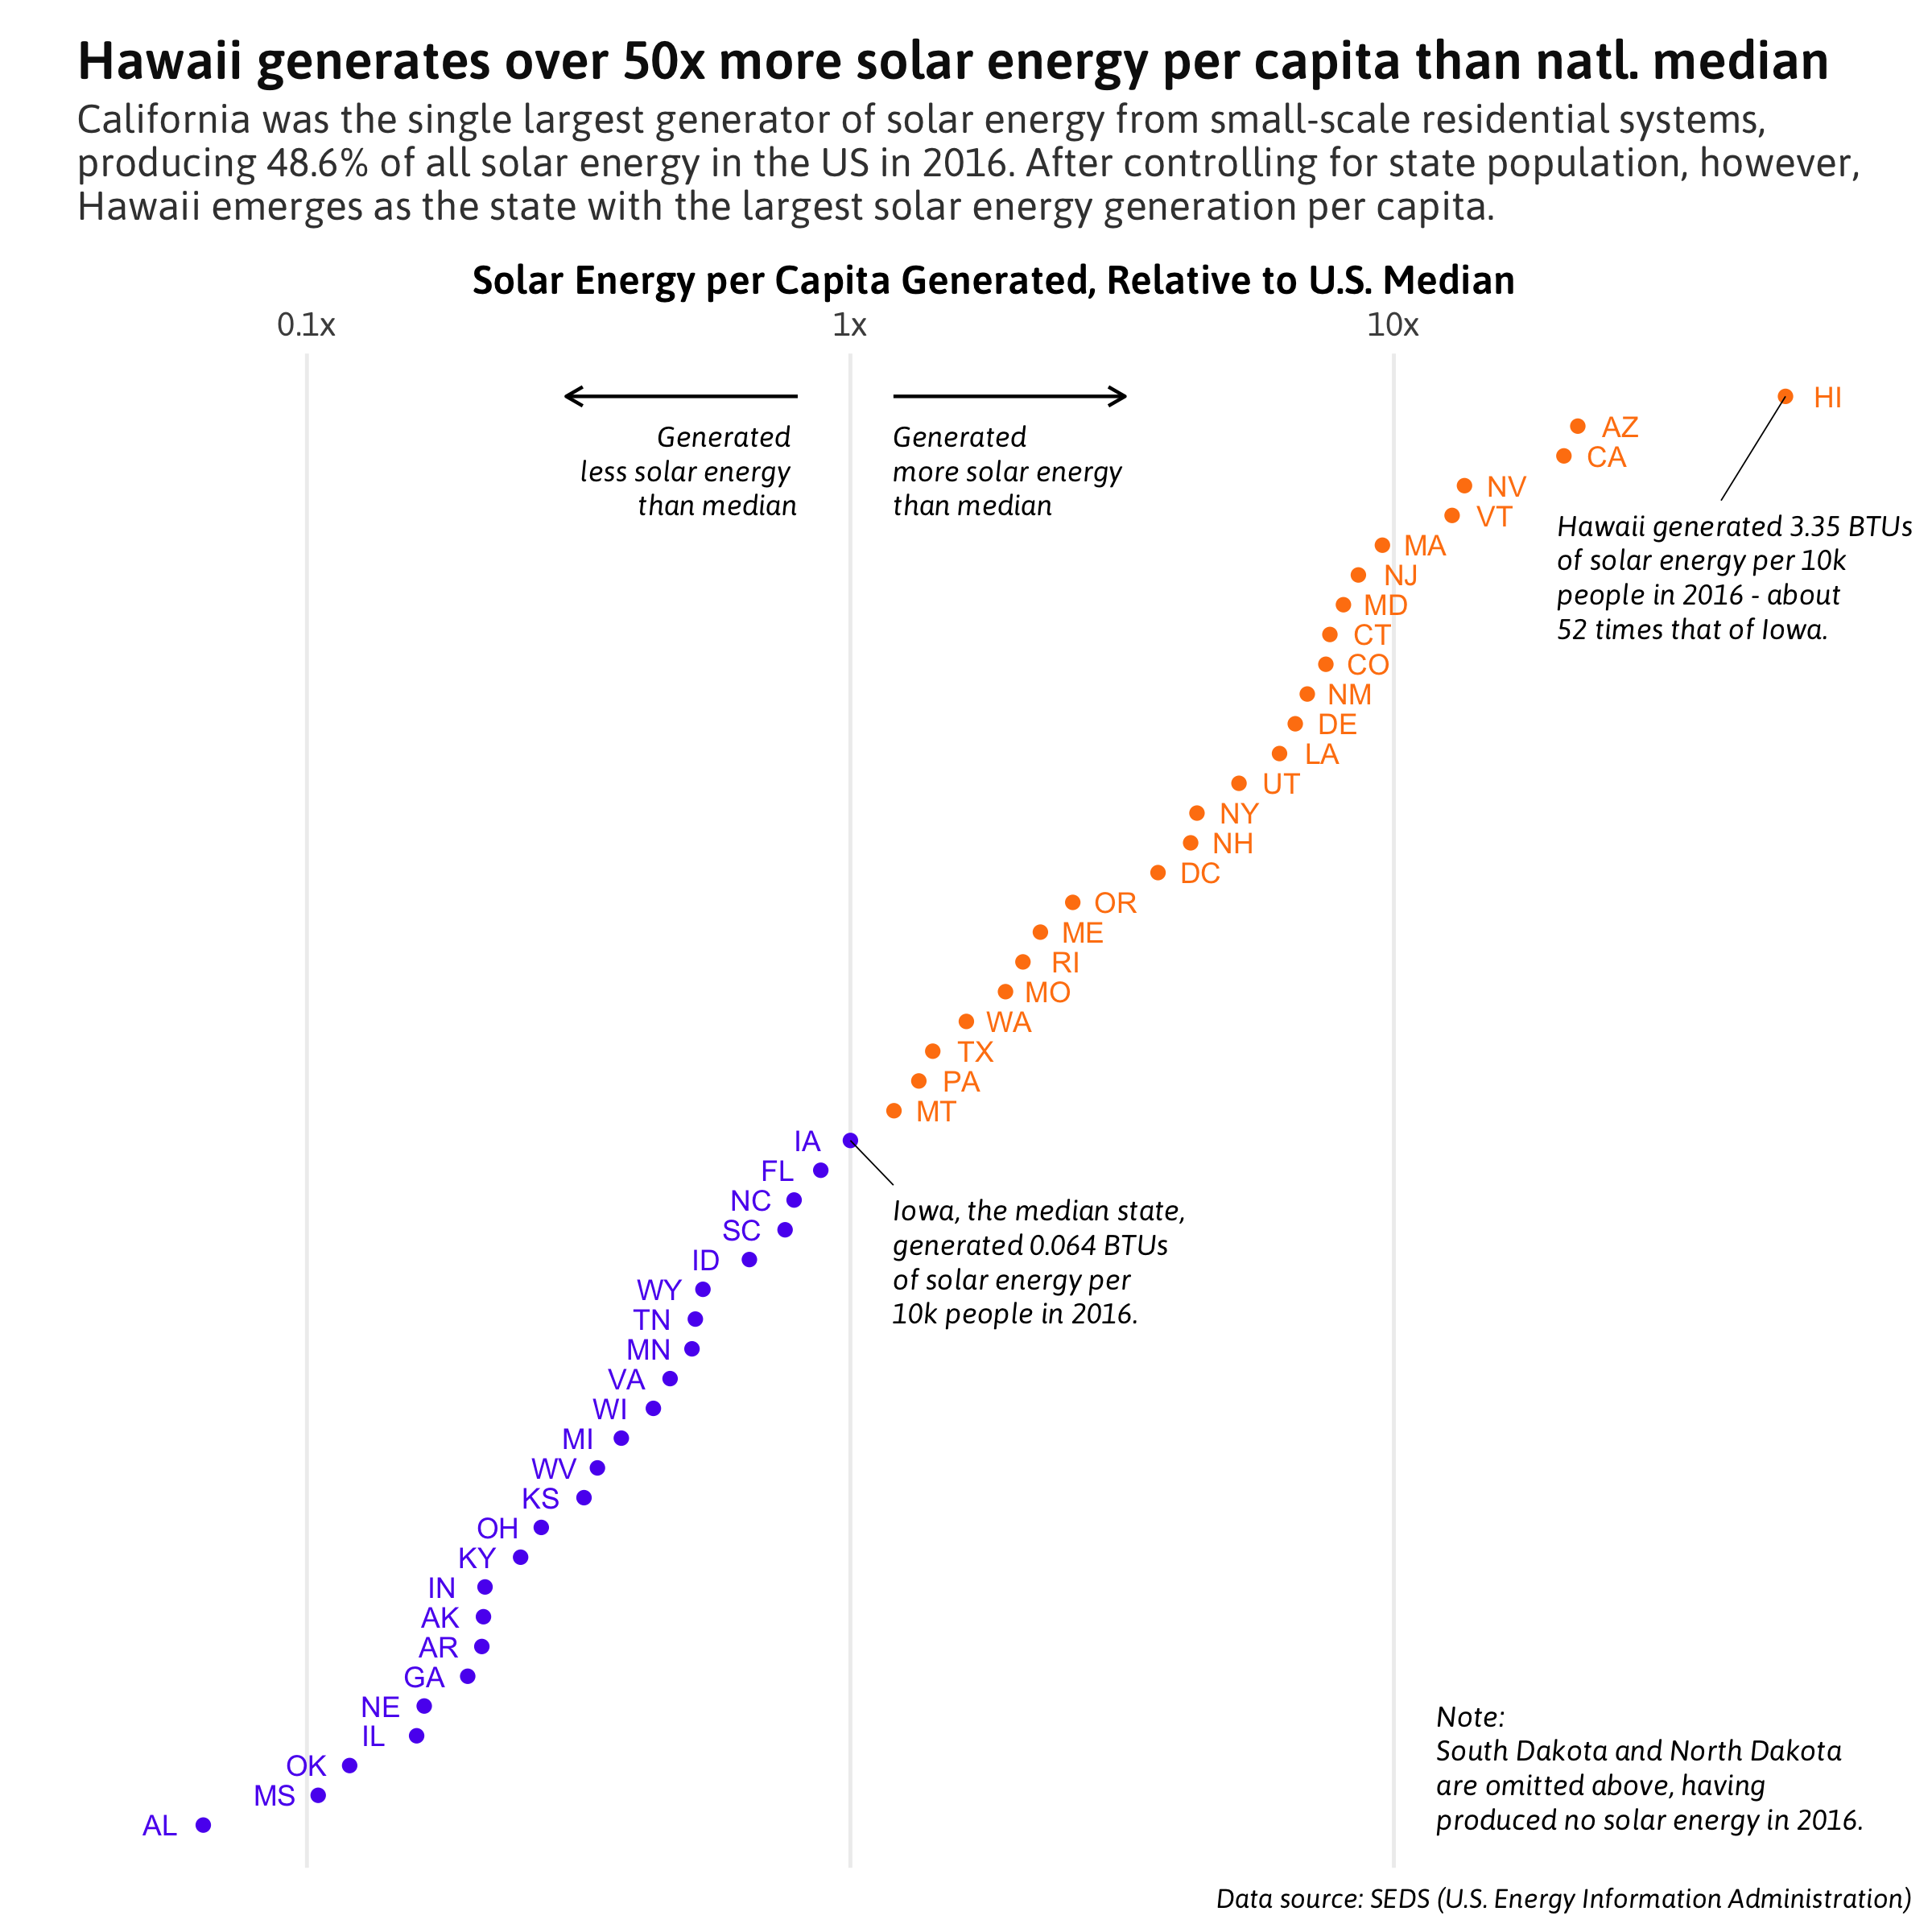 Hawaii generates over 50x more solar energy per capita than natl. median
California was the single largest generator of solar energy from small-scale residential systems,
producing 48.6% of all solar energy in the US in 2016. After controlling for state population, however,
Hawaii emerges as the state with the largest solar energy generation per capita.
Solar Energy per Capita Generated, Relative to U.S. Median
0.1x
1x
10x
Generated
less solar energy
than median
Generated
more solar energy
than median
HI
AZ
CA
NV
VT
Hawaii generated 3.35 BTUs
of solar energy per 10k
people in 2016 - about
52 times that of Iowa.
MA
NJ
MD
CT
CO
NM
DE
LA
UT
NY
NH
DC
OR
ME
RI
MO
WA
TX
PA
MT
IA
FL
NC
SC
Iowa, the median state,
generated 0.064 BTUs
of solar energy per
10k people in 2016.
ID
WY
TN
MN
VA
WI
MI
WV
KS
OH
KY
IN
AK
AR
GA
NE
IL
OK
MS
AL
Note:
South Dakota and North Dakota
are omitted above, having
produced no solar energy in 2016.
Data source: SEDS (U.S. Energy Information Administration)